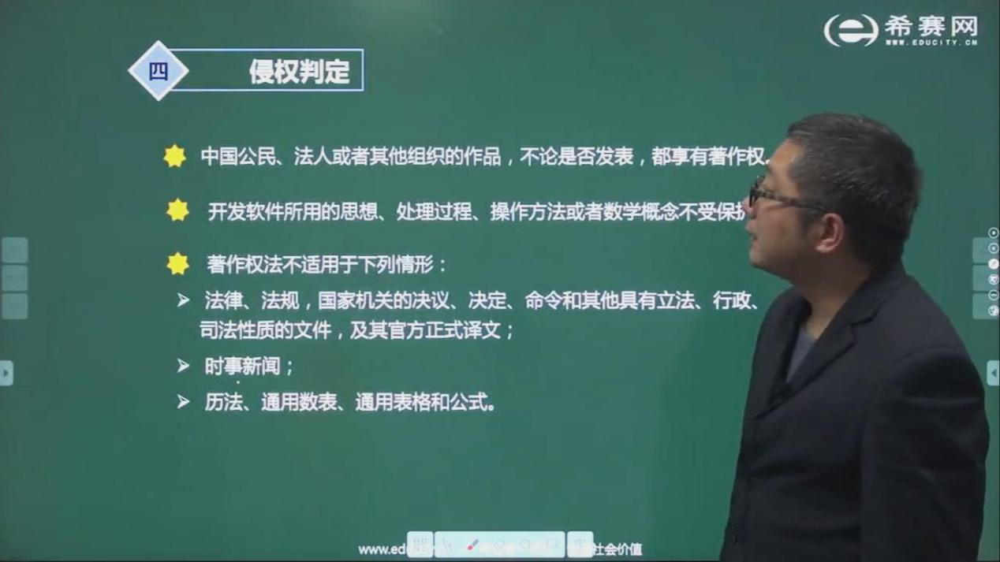 希赛网
WWW.EDUCITY.CN
四
侵权判定
中国公民、法人或者其他组织的作品，不论是否发表，都享有著作权
开发软件所用的思想、处理过程、操作方法或者数学概念不受保
著作权法不适用于下列情形：
法律、法规，国家机关的决议、决定、命令和其他具有立法、行政、
司法性质的文件，及其官方正式译文；
时事新闻；
历法、通用数表、通用表格和公式。
www.edu
社会价值